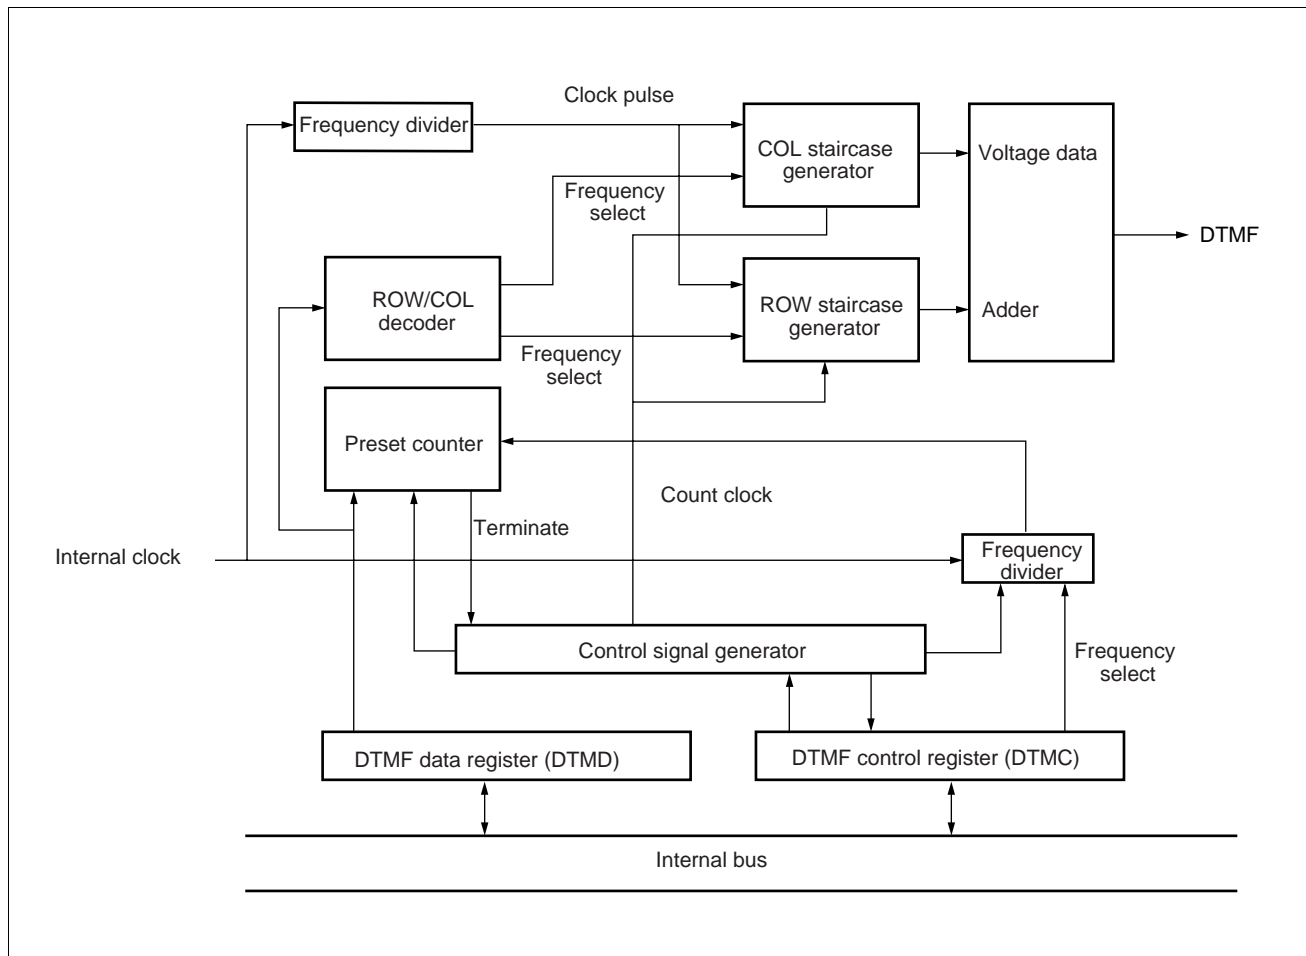 Clock pulse
Frequency divider
COL staircase
generator
Voltage data
Frequency
select
DTMF
ROW/COL
decoder
ROW staircase
generator
Adder
Frequency
select
Preset counter
Count clock
Terminate
Internal clock
Frequency
divider
Control signal generator
Frequency
select
DTMF data register (DTMD)
DTMF control register (DTMC)
Internal bus